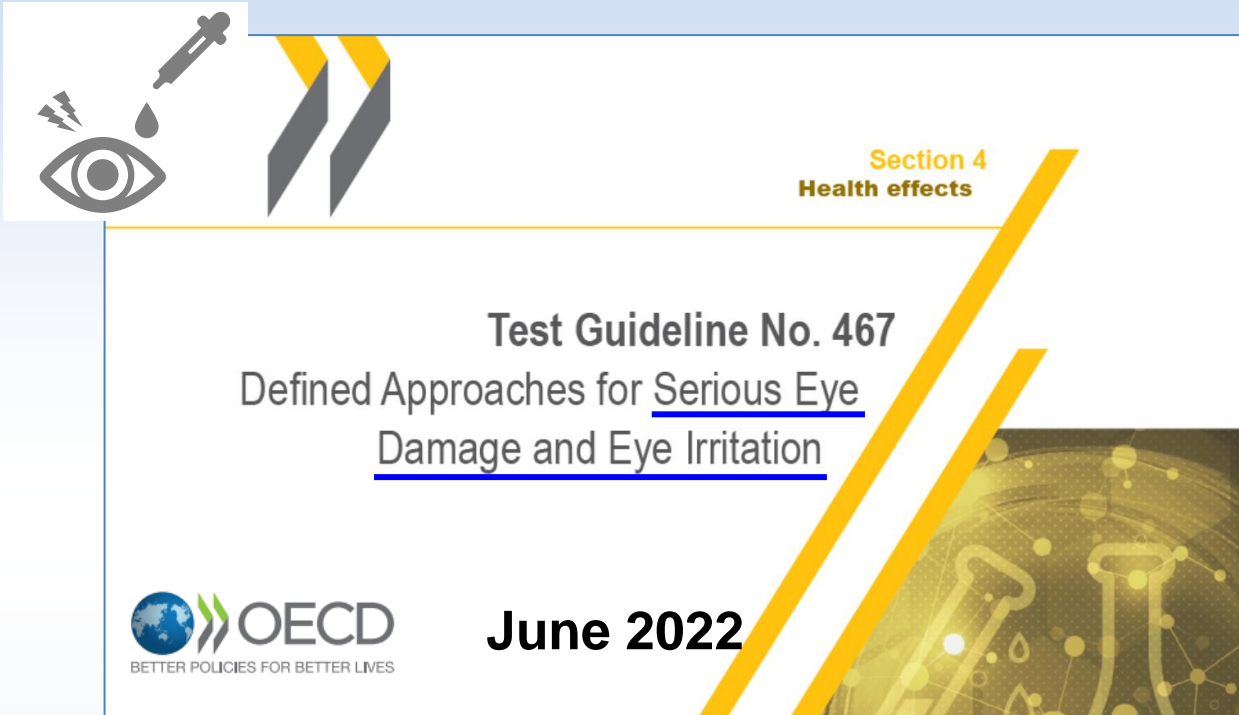 Section 4
Health effects
Test Guideline No. 467
Defined Approaches for Serious Eye
Damage and Eye Irritation
OECD
BETTER POLICIES FOR BETTER LIVES
June 2022